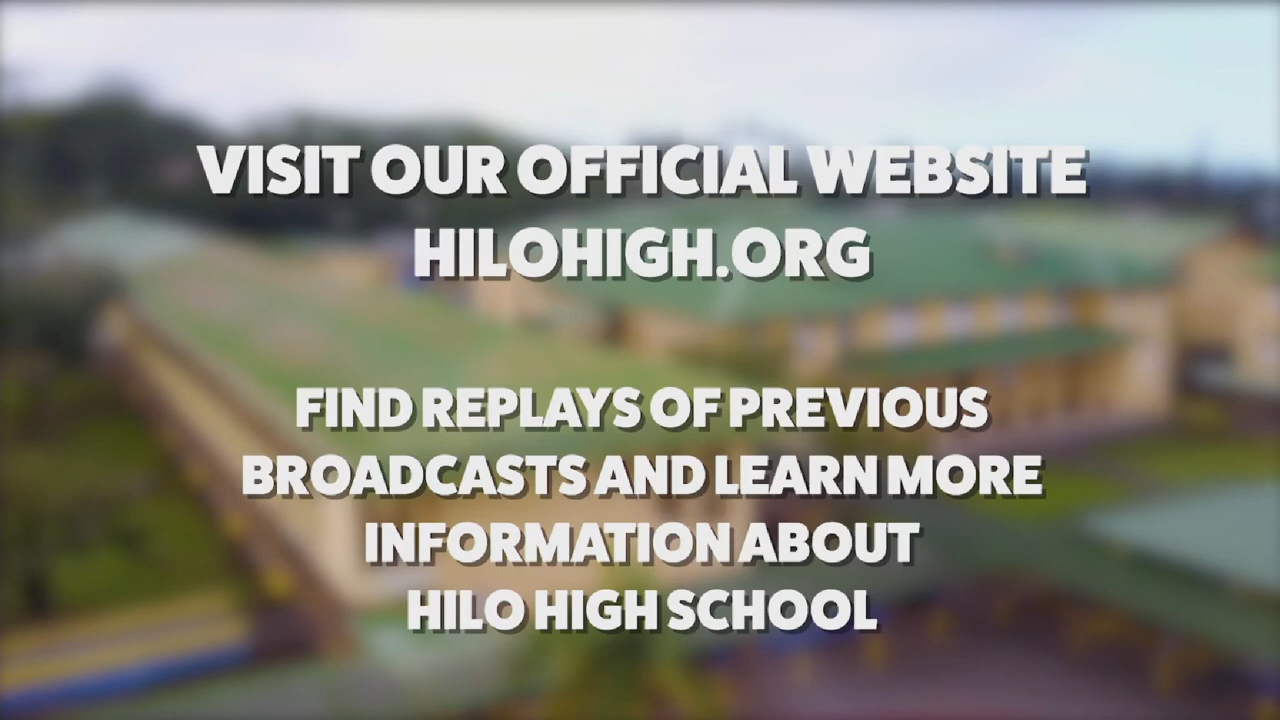 VISIT OUR OFFICIAL WEBSITE
HILOHIGH.ORG
FIND REPLAYS OF PREVIOUS
BROADCASTS AND LEARN MORE
INFORMATION ABOUT
HILO HIGH SCHOOL